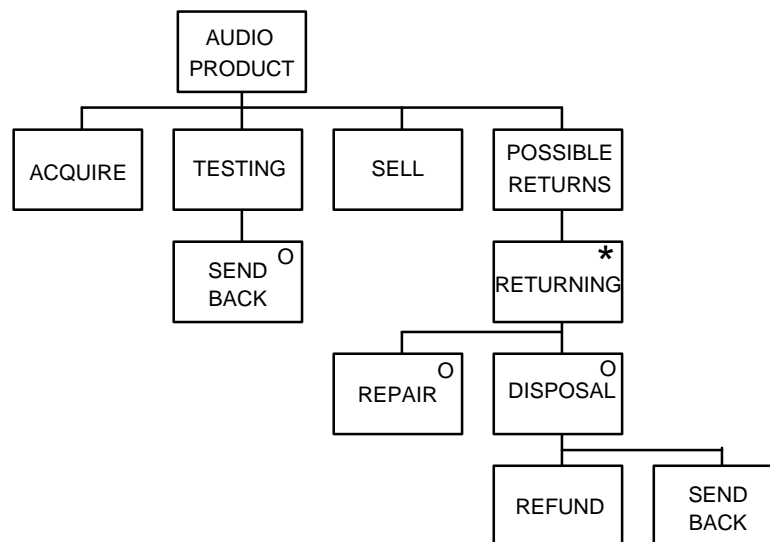 AUDIO
PRODUCT
ACQUIRE
TESTING
SELL
POSSIBLE
RETURNS
SEND
BACK
O
RETURNING
*
REPAIR
O
DISPOSAL
O
REFUND
SEND
BACK